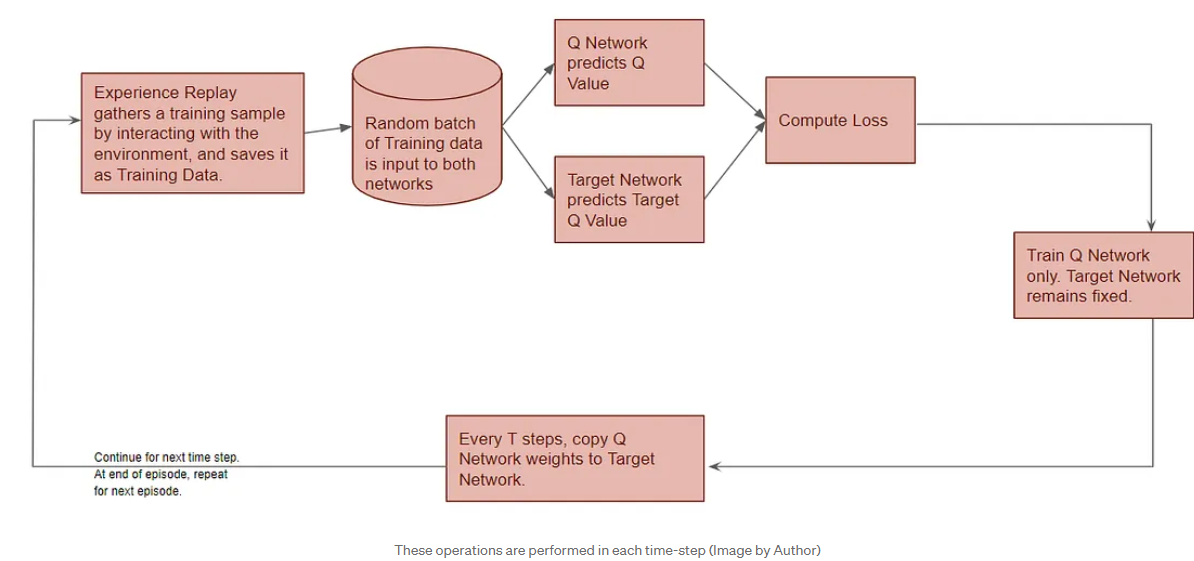 Experience Replay
gathers a training sample
by interacting with the
environment, and saves it
as Training Data.
Random batch
of Training data
is input to both
networks
Q Network
predicts Q
Value
Target Network
predicts Target
Q Value
Compute Loss
Train Q Network
only. Target Network
remains fixed.
Every T steps, copy Q
Network weights to Target
Network.
Continue for next time step.
At end of episode, repeat
for next episode.
These operations are performed in each time-step (Image by Author)